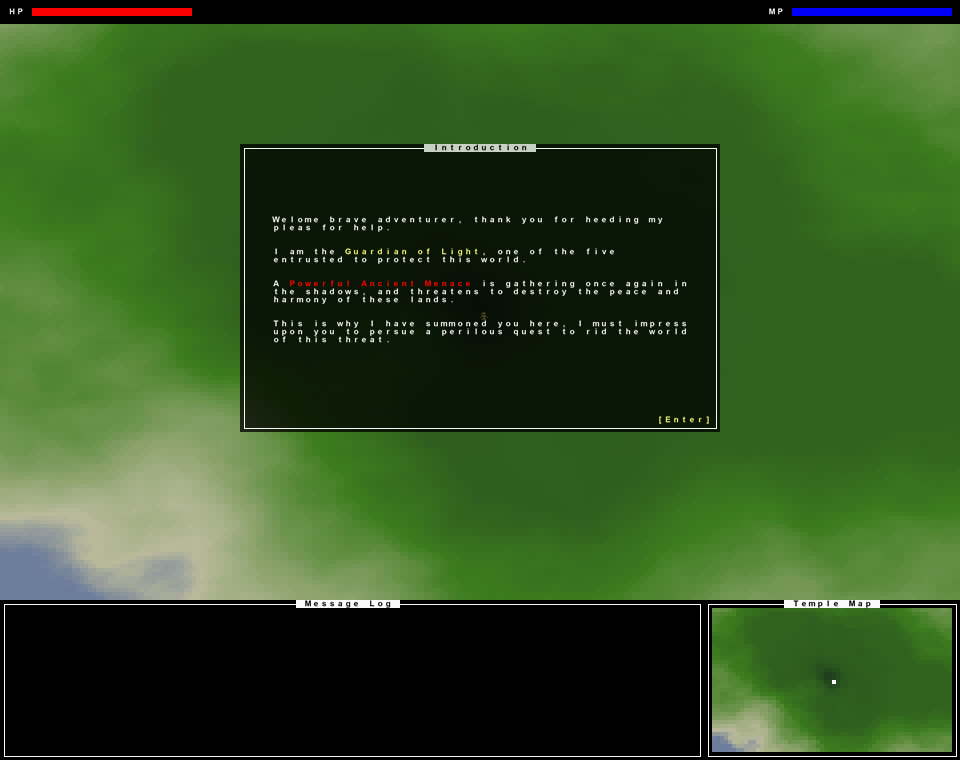 HP
MP
Introduction
Welome brave adventurer, thank you for heeding my
pleas for help.
I am the Guardian of Light, one of the five
entrusted to protect this world.
A Powerful Ancient Menace is gathering once again in
the shadows, and threatens to destroy the peace and
harmony of these lands.
This is why I have summoned you here, I must impress
upon you to persue a perilous quest to rid the world
of this threat.
[Enter]
Message Log
Temple Map